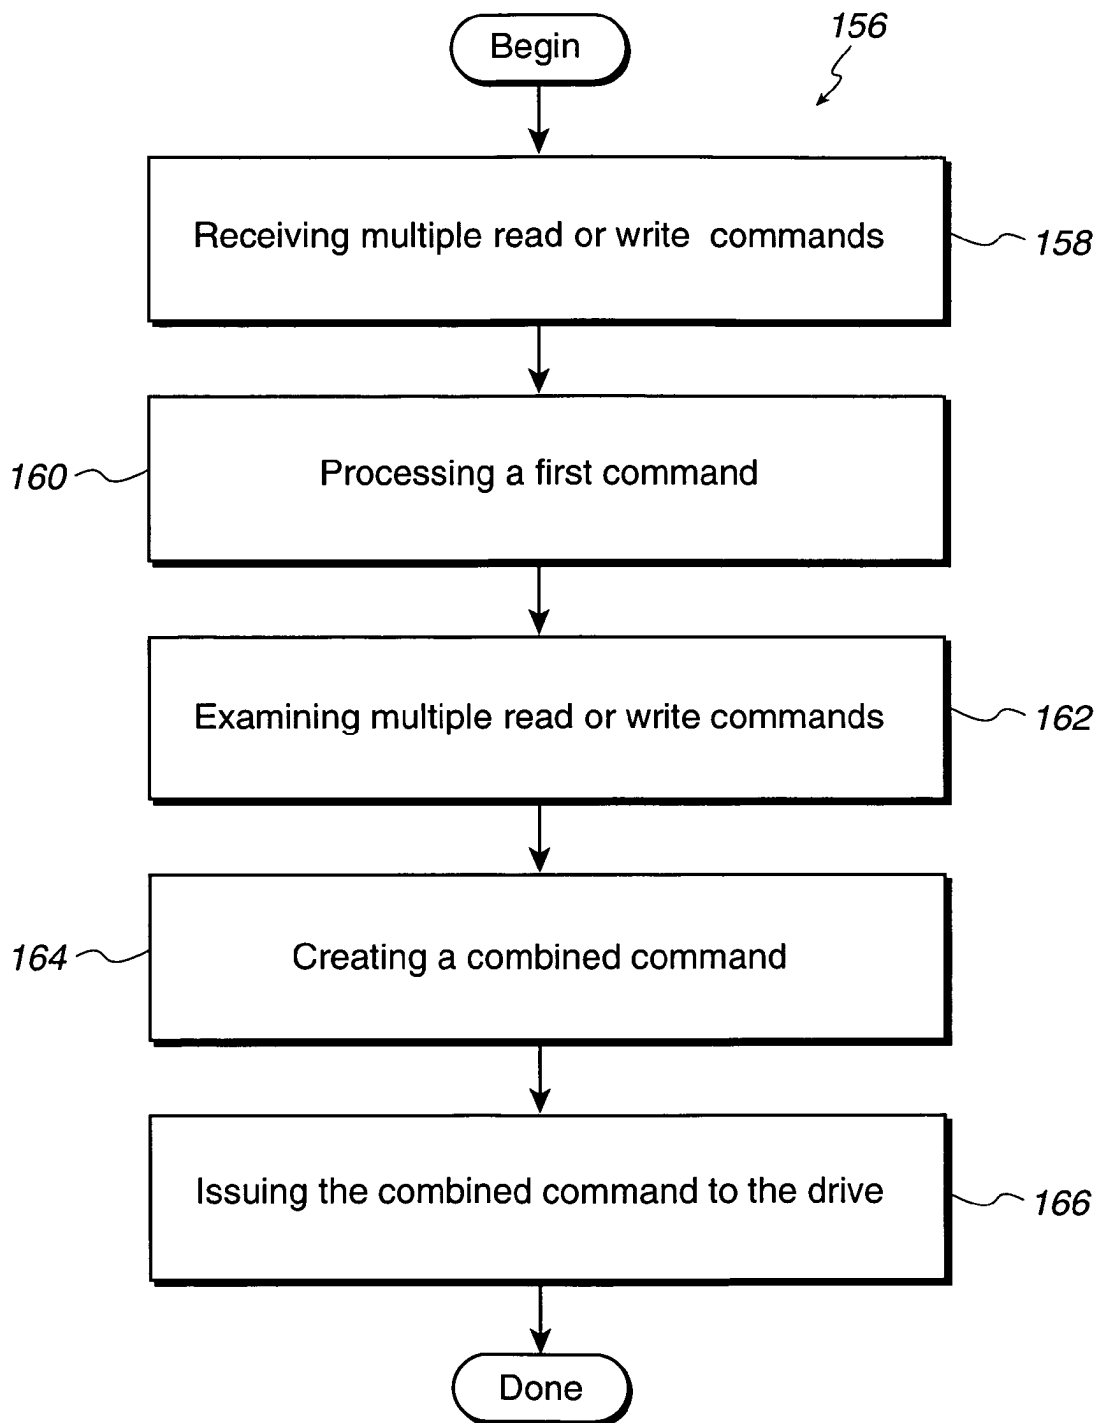 Begin
156
Receiving multiple read or write commands
158
160
Processing a first command
Examining multiple read or write commands
162
164
Creating a combined command
Issuing the combined command to the drive
166
Done